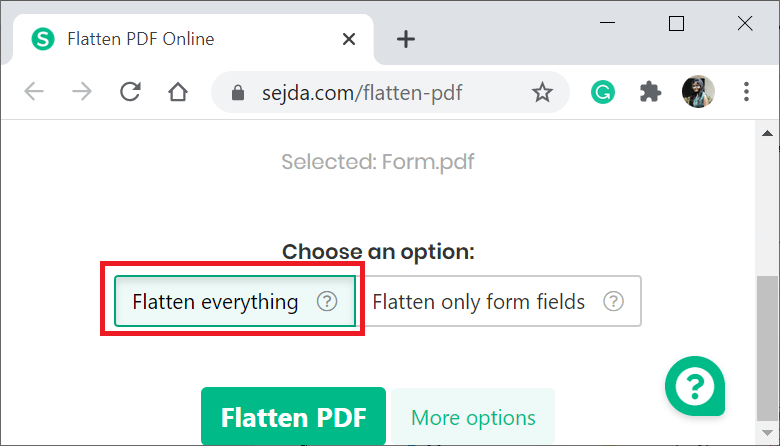 S Flatten PDF Online
sejda.com/flatten-pdf
Selected: Form.pdf
Choose an option:
Flatten everything ? Flatten only form fields ?
Flatten PDF More options ?